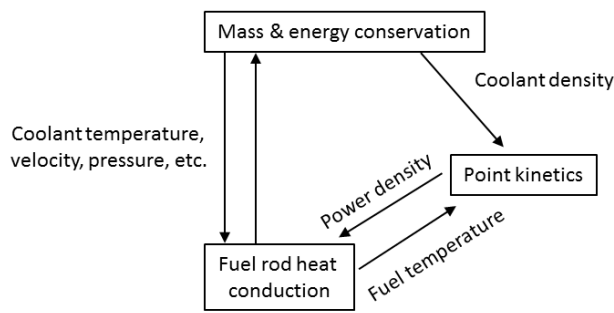 Mass & energy conservation
Coolant density
Coolant temperature,
velocity, pressure, etc.
Point kinetics
Power density
Fuel temperature
Fuel rod heat
conduction